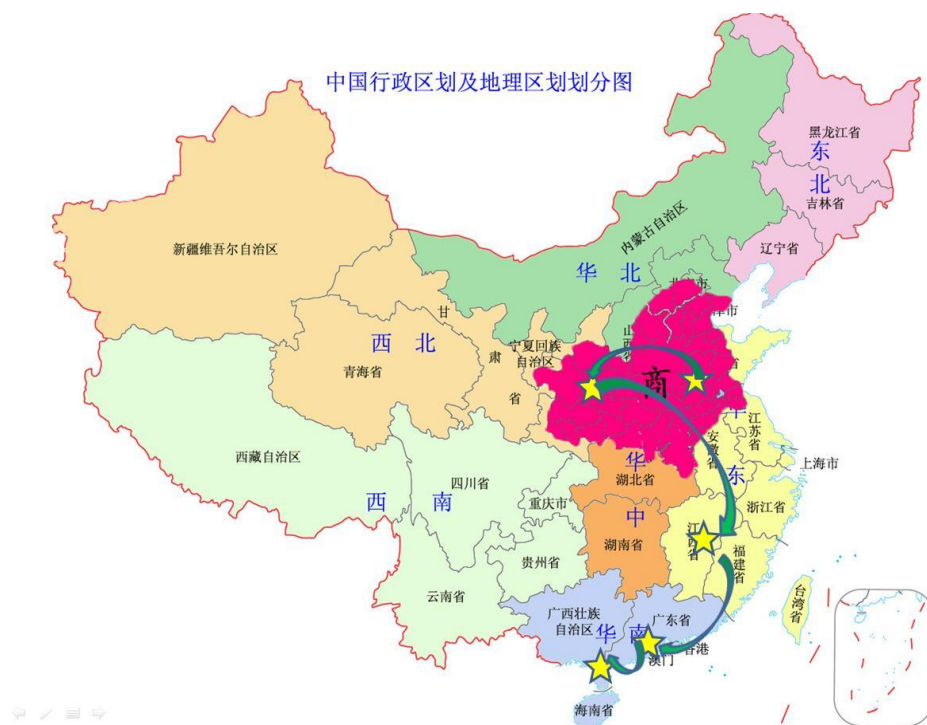 中国行政区划及地理区划划分图
黑龙江省
东
北
吉林省
辽宁省
内蒙古自治区
华 北
新疆维吾尔自治区
甘
肃
省
宁夏回族
自治区
西 北
青海省
商
西藏自治区
西 南
四川省
重庆市
贵州省
云南省
华
中
湖北省
湖南省
安徽省
江苏省
上海市
东
浙江省
江西省
福建省
台湾省
广西壮族
自治区
华 南
广东省
香港
澳门
海南省